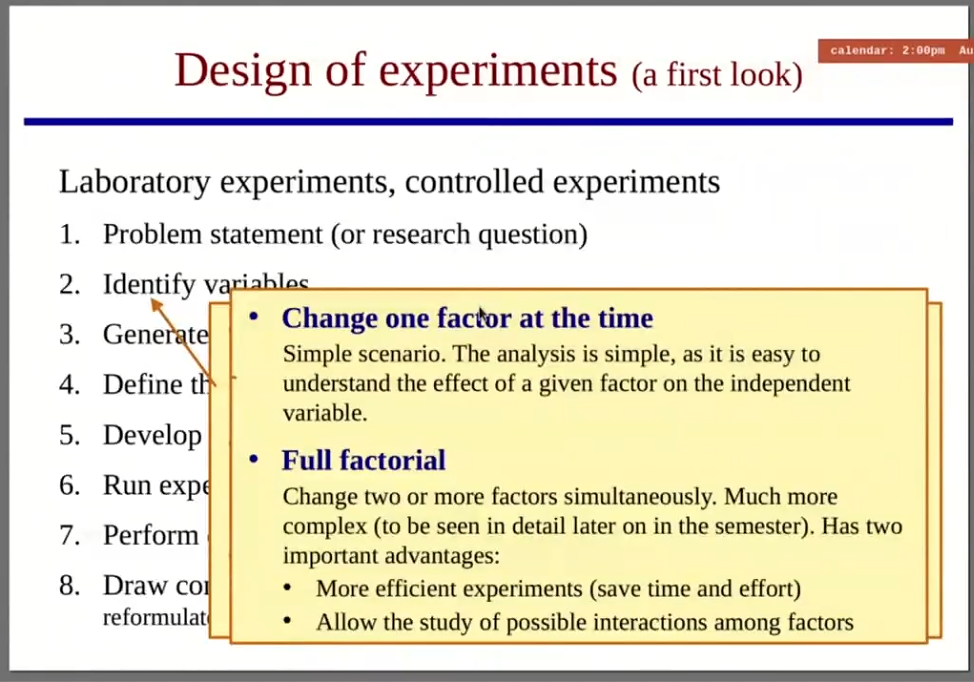 calendar: 2:00pm Au
Design of experiments (a first look)
Laboratory experiments, controlled experiments
1. Problem statement (or research question)
2. Identify variables
3. Generate
4. Define th
5. Develop
6. Run expe
7. Perform
8. Draw con
reformulat
• Change one factor at the time
Simple scenario. The analysis is simple, as it is easy to
understand the effect of a given factor on the independent
variable.
• Full factorial
Change two or more factors simultaneously. Much more
complex (to be seen in detail later on in the semester). Has two
important advantages:
• More efficient experiments (save time and effort)
• Allow the study of possible interactions among factors